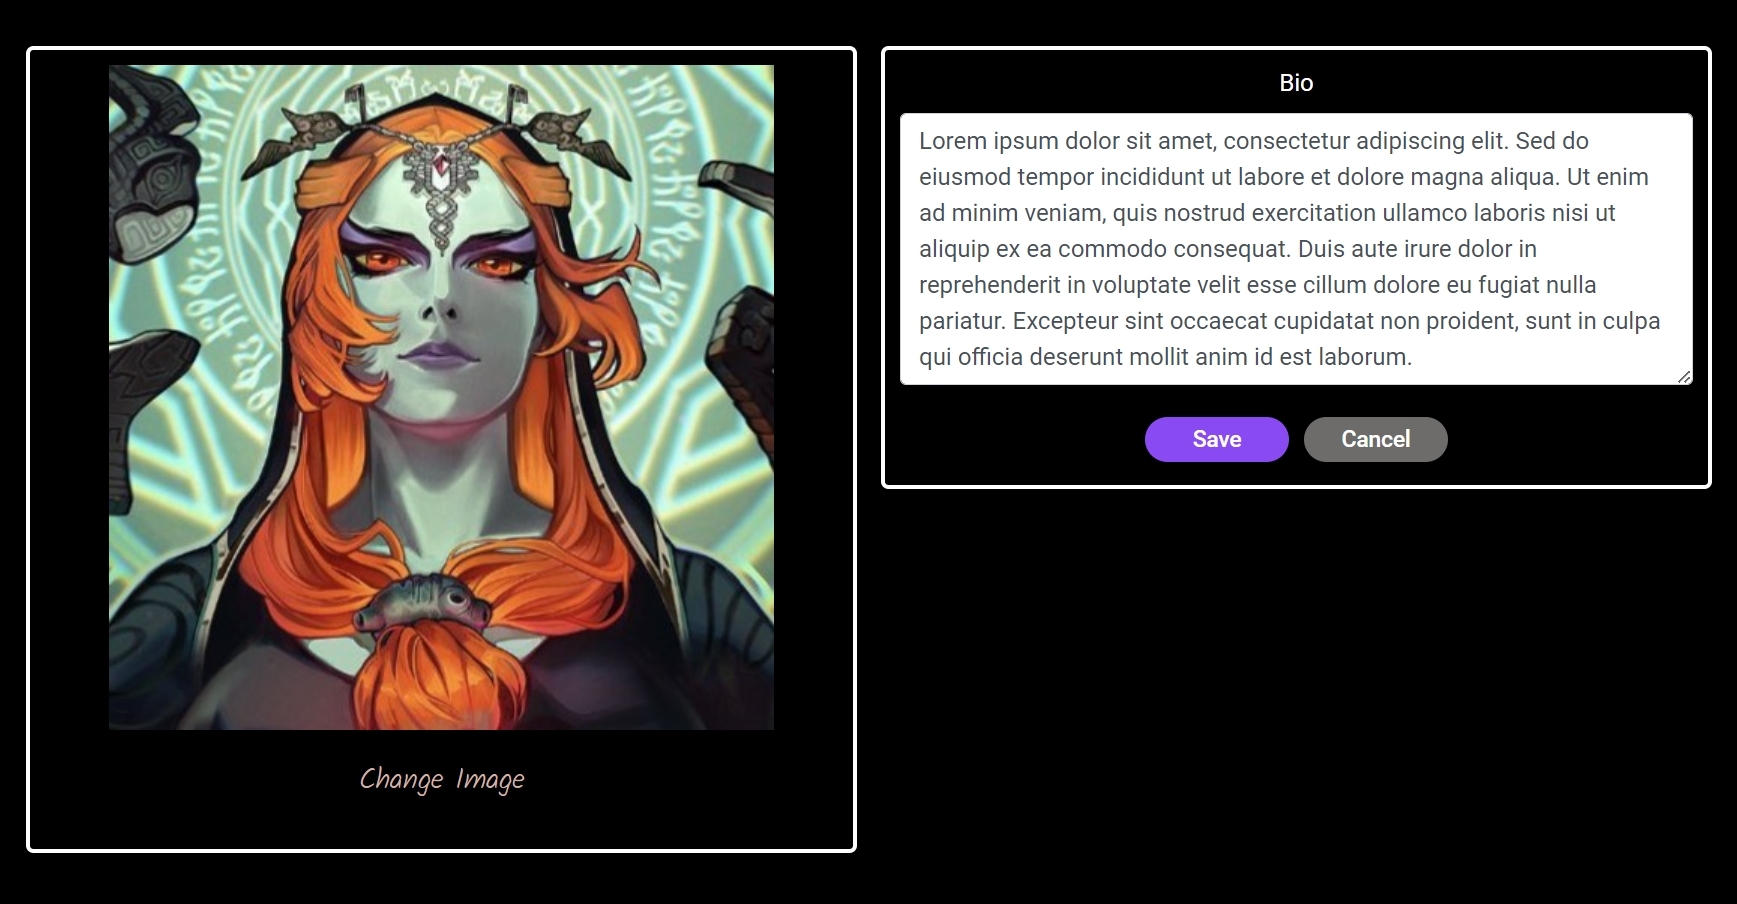 Change Image
Bio
Lorem ipsum dolor sit amet, consectetur adipiscing elit. Sed do
eiusmod tempor incididunt ut labore et dolore magna aliqua. Ut enim
ad minim veniam, quis nostrud exercitation ullamco laboris nisi ut
aliquip ex ea commodo consequat. Duis aute irure dolor in
reprehenderit in voluptate velit esse cillum dolore eu fugiat nulla
pariatur. Excepteur sint occaecat cupidatat non proident, sunt in culpa
qui officia deserunt mollit anim id est laborum.
Save
Cancel